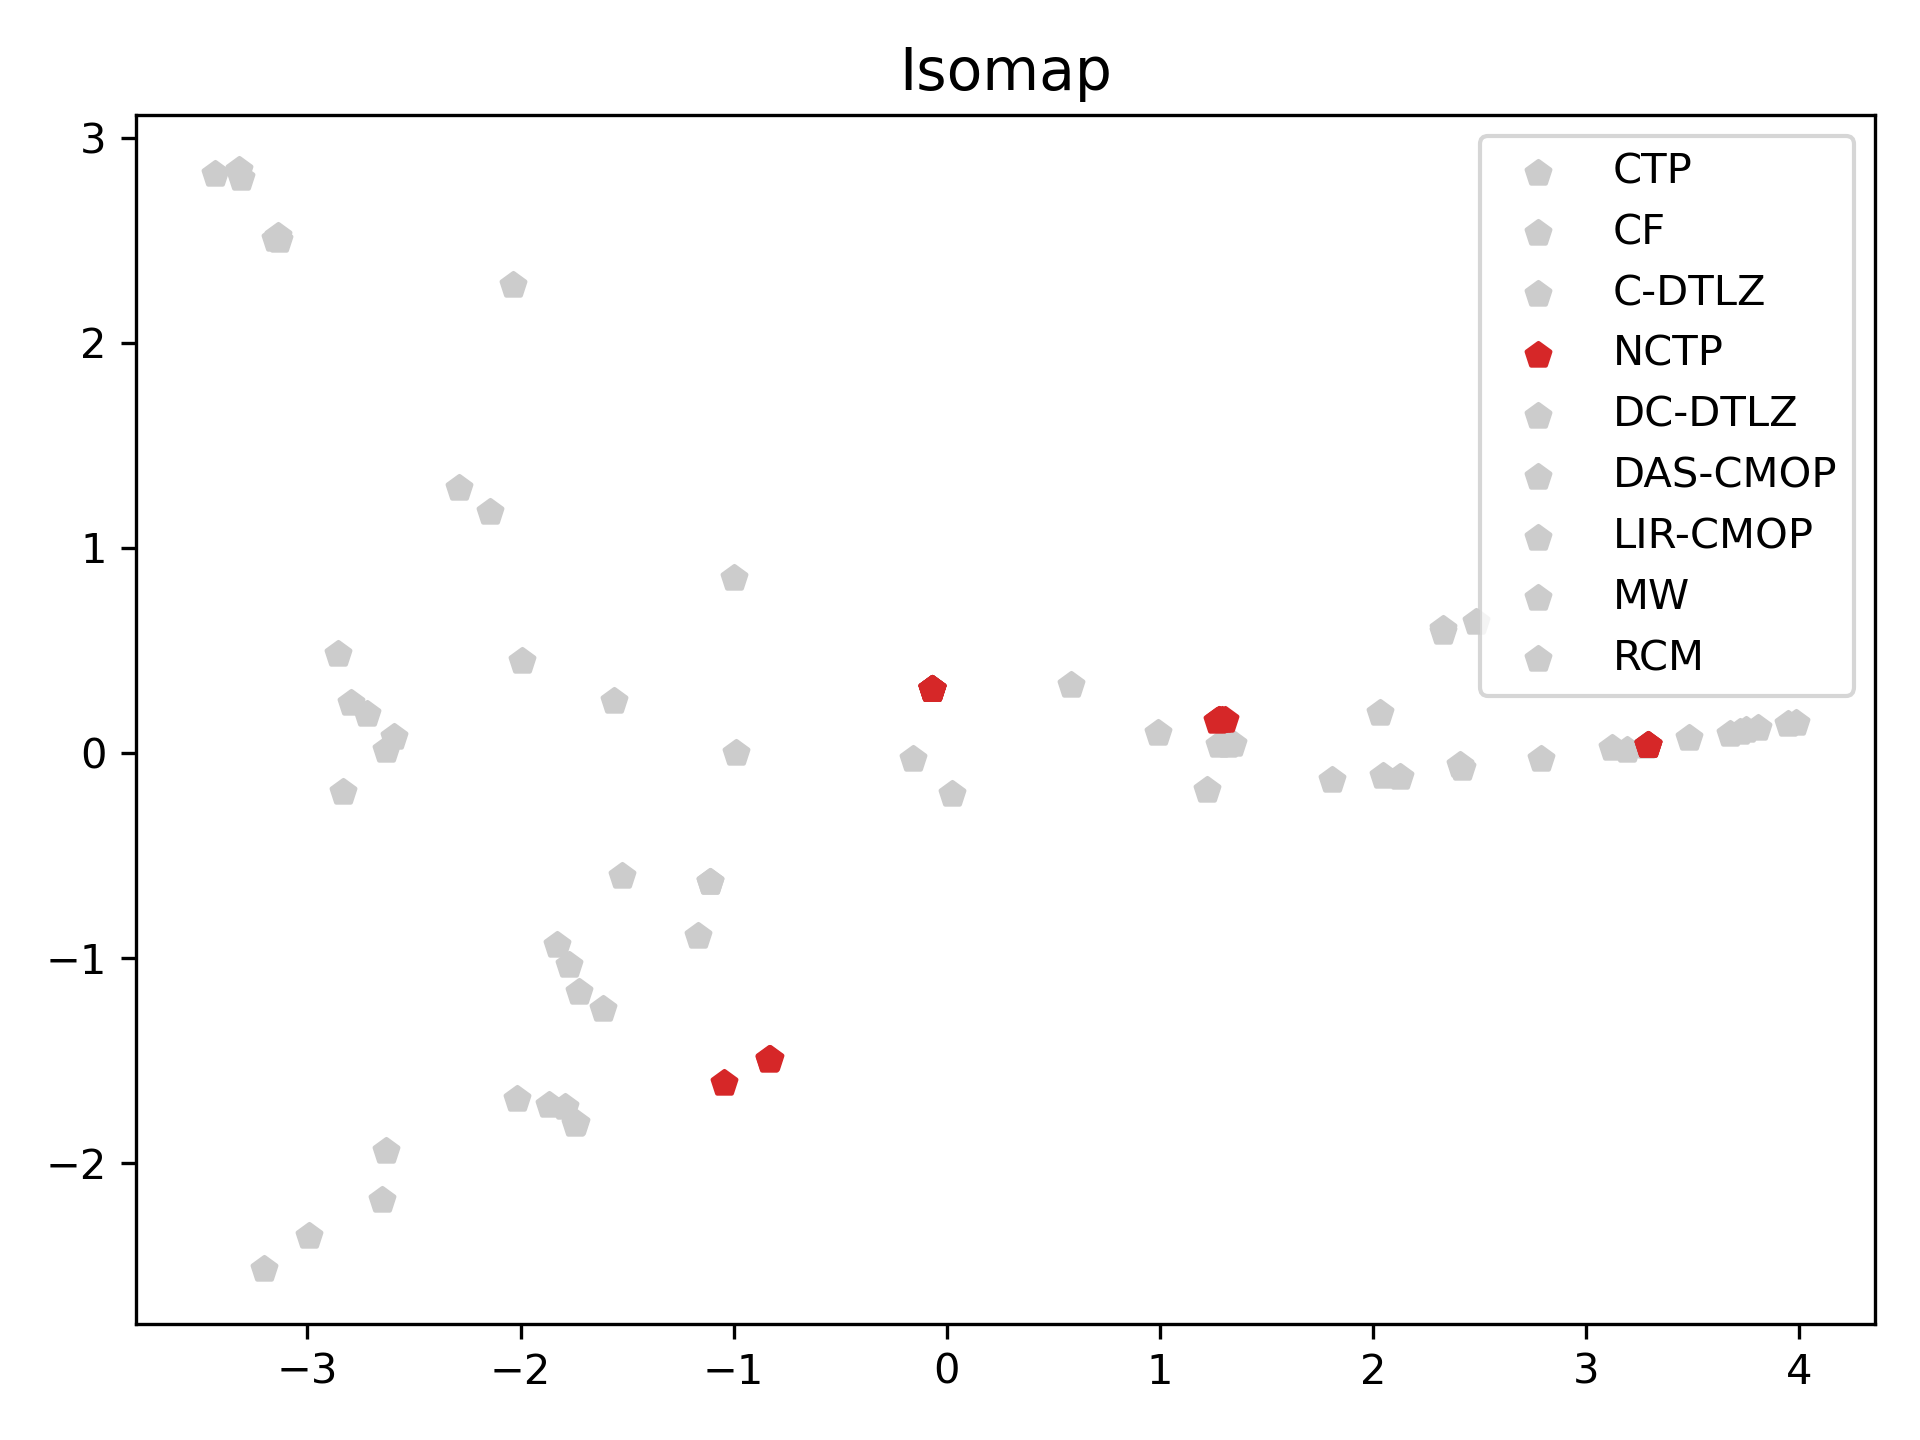 Isomap
3
2
1
0
−1
−2
CTP
CF
C-DTLZ
NCTP
DC-DTLZ
DAS-CMOP
LIR-CMOP
MW
RCM
−3 −2 −1 0 1 2 3 4